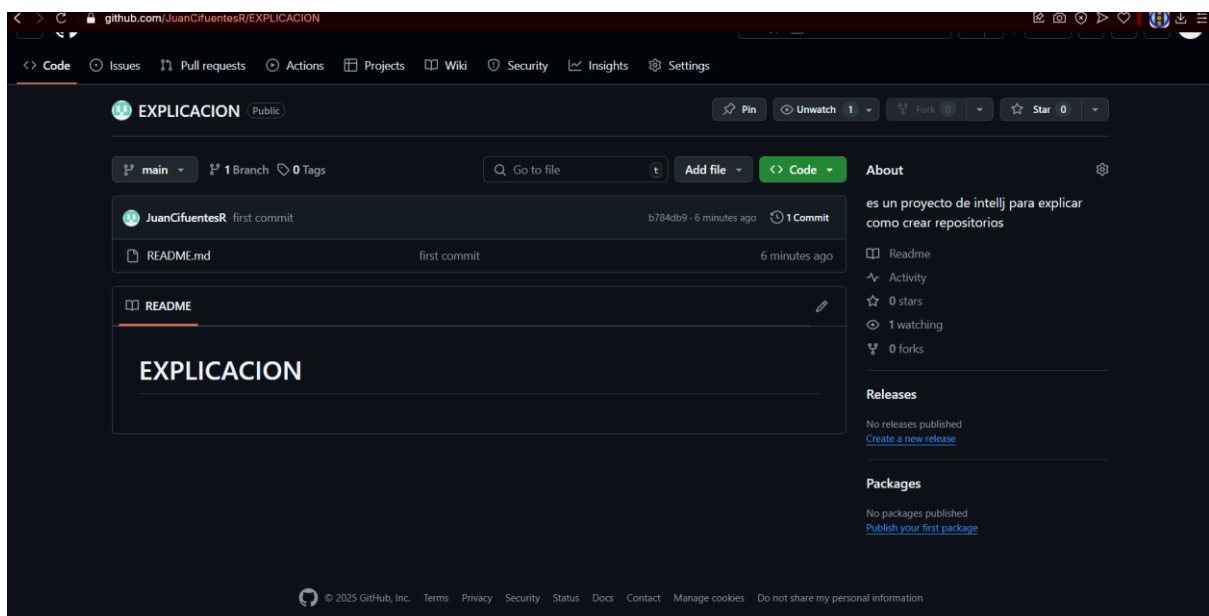 github.com/JuanCifuentesR/EXPLICACION
Code Issues Pull requests Actions Projects Wiki Security Insights Settings
EXPLICACION Public Pin Unwatch 1 Fork 0 Star 0
main 1 Branch 0 Tags Go to file t Add file Code
JuanCifuentesR first commit b784db9 · 6 minutes ago 1 Commit
README.md first commit 6 minutes ago
README
EXPLICACION
About
es un proyecto de intellj para explicar
como crear repositorios
Readme
Activity
0 stars
1 watching
0 forks
Releases
No releases published
Create a new release
Packages
No packages published
Publish your first package
© 2025 GitHub, Inc. Terms Privacy Security Status Docs Contact Manage cookies Do not share my personal information